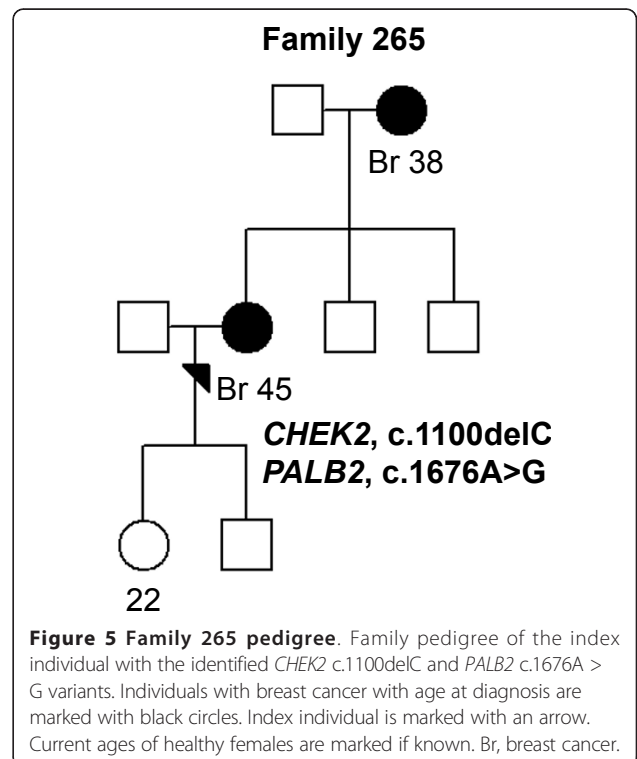 Family 265
Br 38
Br 45
CHEK2, c.1100delC
PALB2, c.1676A>G
22
Figure 5 Family 265 pedigree. Family pedigree of the index
individual with the identified CHEK2 c.1100delC and PALB2 c.1676A >
G variants. Individuals with breast cancer with age at diagnosis are
marked with black circles. Index individual is marked with an arrow.
Current ages of healthy females are marked if known. Br, breast cancer.